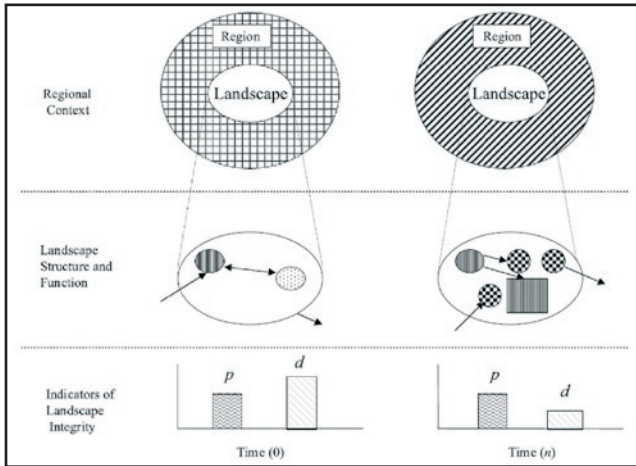 Region
Region
Landscape
Landscape
Regional
Context
Landscape
Structure and
Function
Indicators of
Landscape
Integrity
p
d
p
d
Time (0)
Time (n)